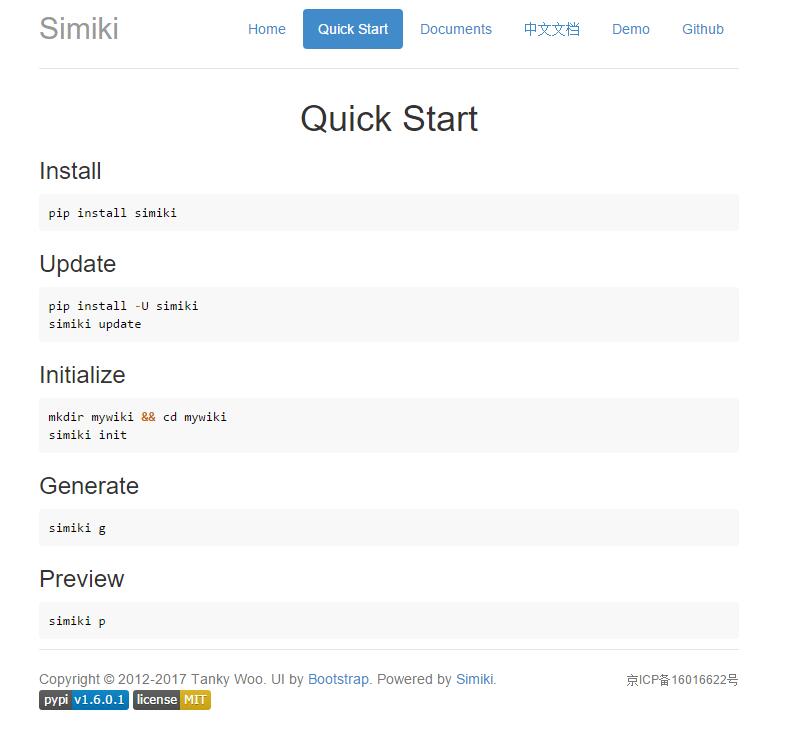 Simiki Home Quick Start Documents 中文文档 Demo Github
Quick Start
Install
pip install simiki
Update
pip install -U simiki
simiki update
Initialize
mkdir mywiki && cd mywiki
simiki init
Generate
simiki g
Preview
simiki p
Copyright © 2012-2017 Tanky Woo. UI by Bootstrap. Powered by Simiki. 京ICP备16016622号
pypi v1.6.0.1 license MIT